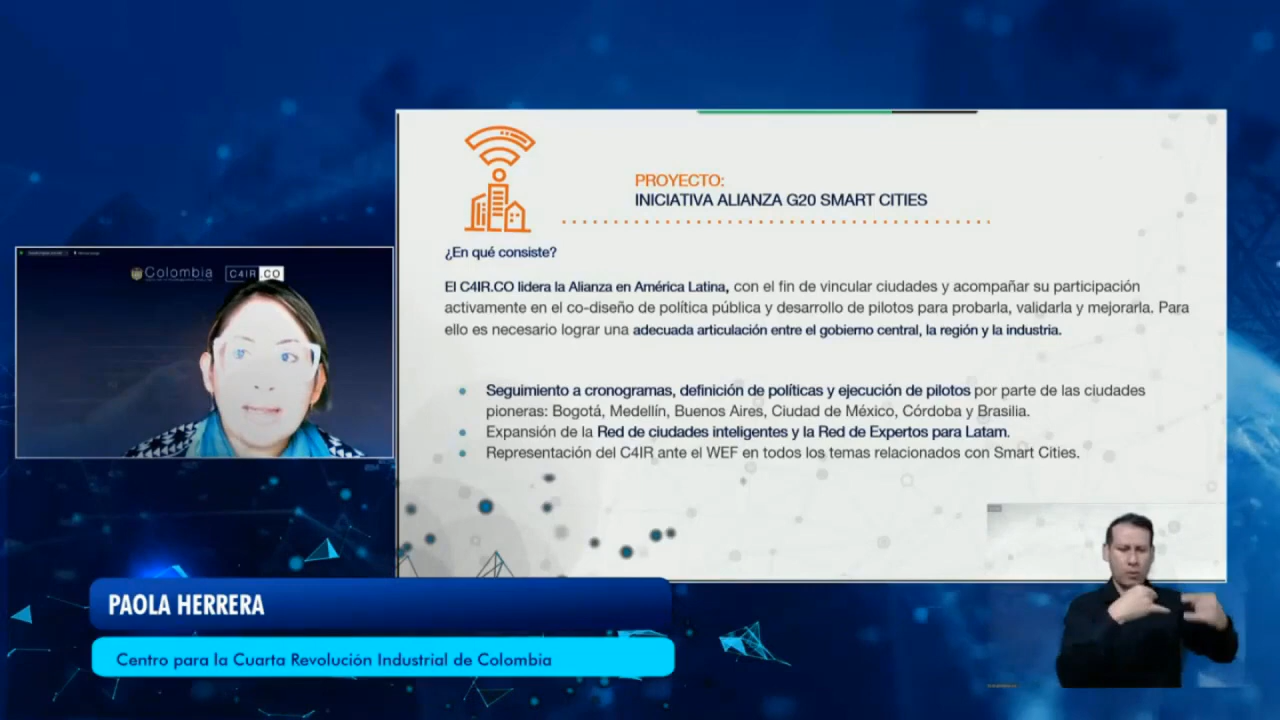 PROYECTO:
INICIATIVA ALIANZA G20 SMART CITIES
¿En qué consiste?
El C4IR.CO lidera la Alianza en América Latina, con el fin de vincular ciudades y acompañar su participación
activamente en el co-diseño de política pública y desarrollo de pilotos para probarla, validarla y mejorarla. Para
ello es necesario lograr una adecuada articulación entre el gobierno central, la región y la industria.
Seguimiento a cronogramas, definición de políticas y ejecución de pilotos por parte de las ciudades
pioneras: Bogotá, Medellín, Buenos Aires, Ciudad de México, Córdoba y Brasilia.
Expansión de la Red de ciudades inteligentes y la Red de Expertos para Latam.
Representación del C4IR ante el WEF en todos los temas relacionados con Smart Cities.
Colombia C4IR.CO
PAOLA HERRERA
Centro para la Cuarta Revolución Industrial de Colombia